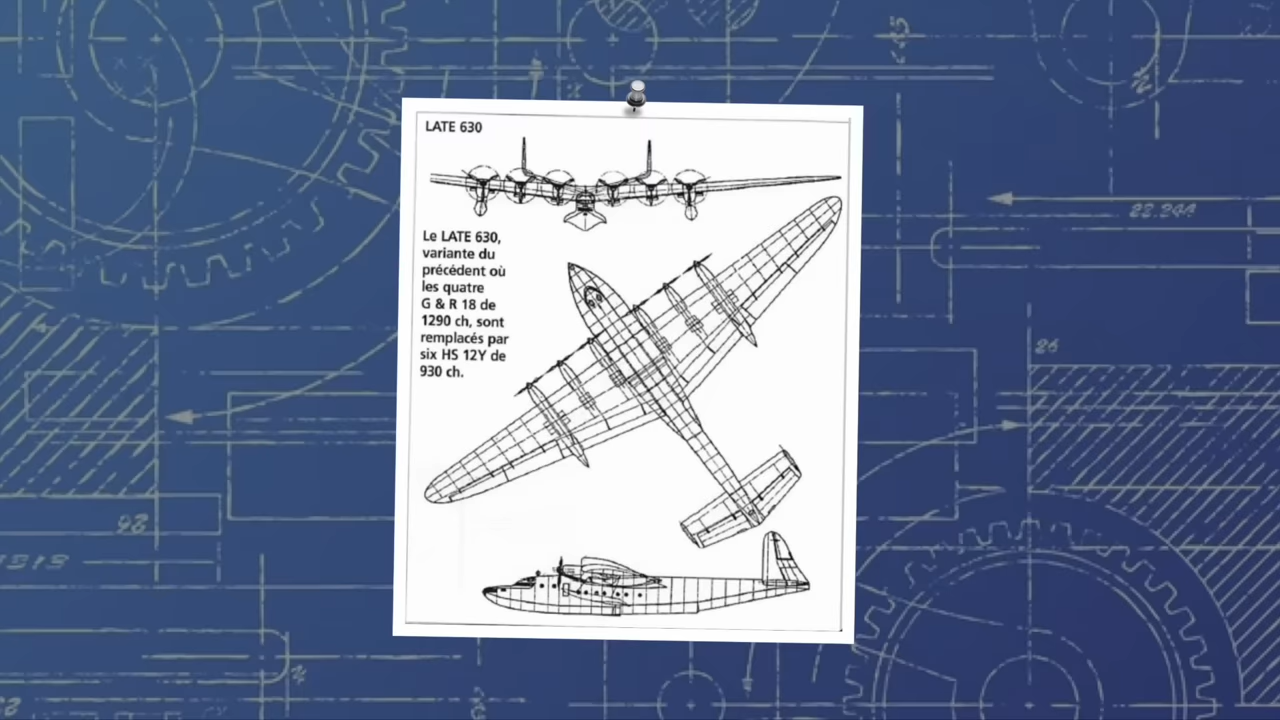 LATE 630
Le LATE 630,
variante du
précédent où
les quatre
G & R 18 de
1290 ch, sont
remplacés par
six HS 12Y de
930 ch.
26